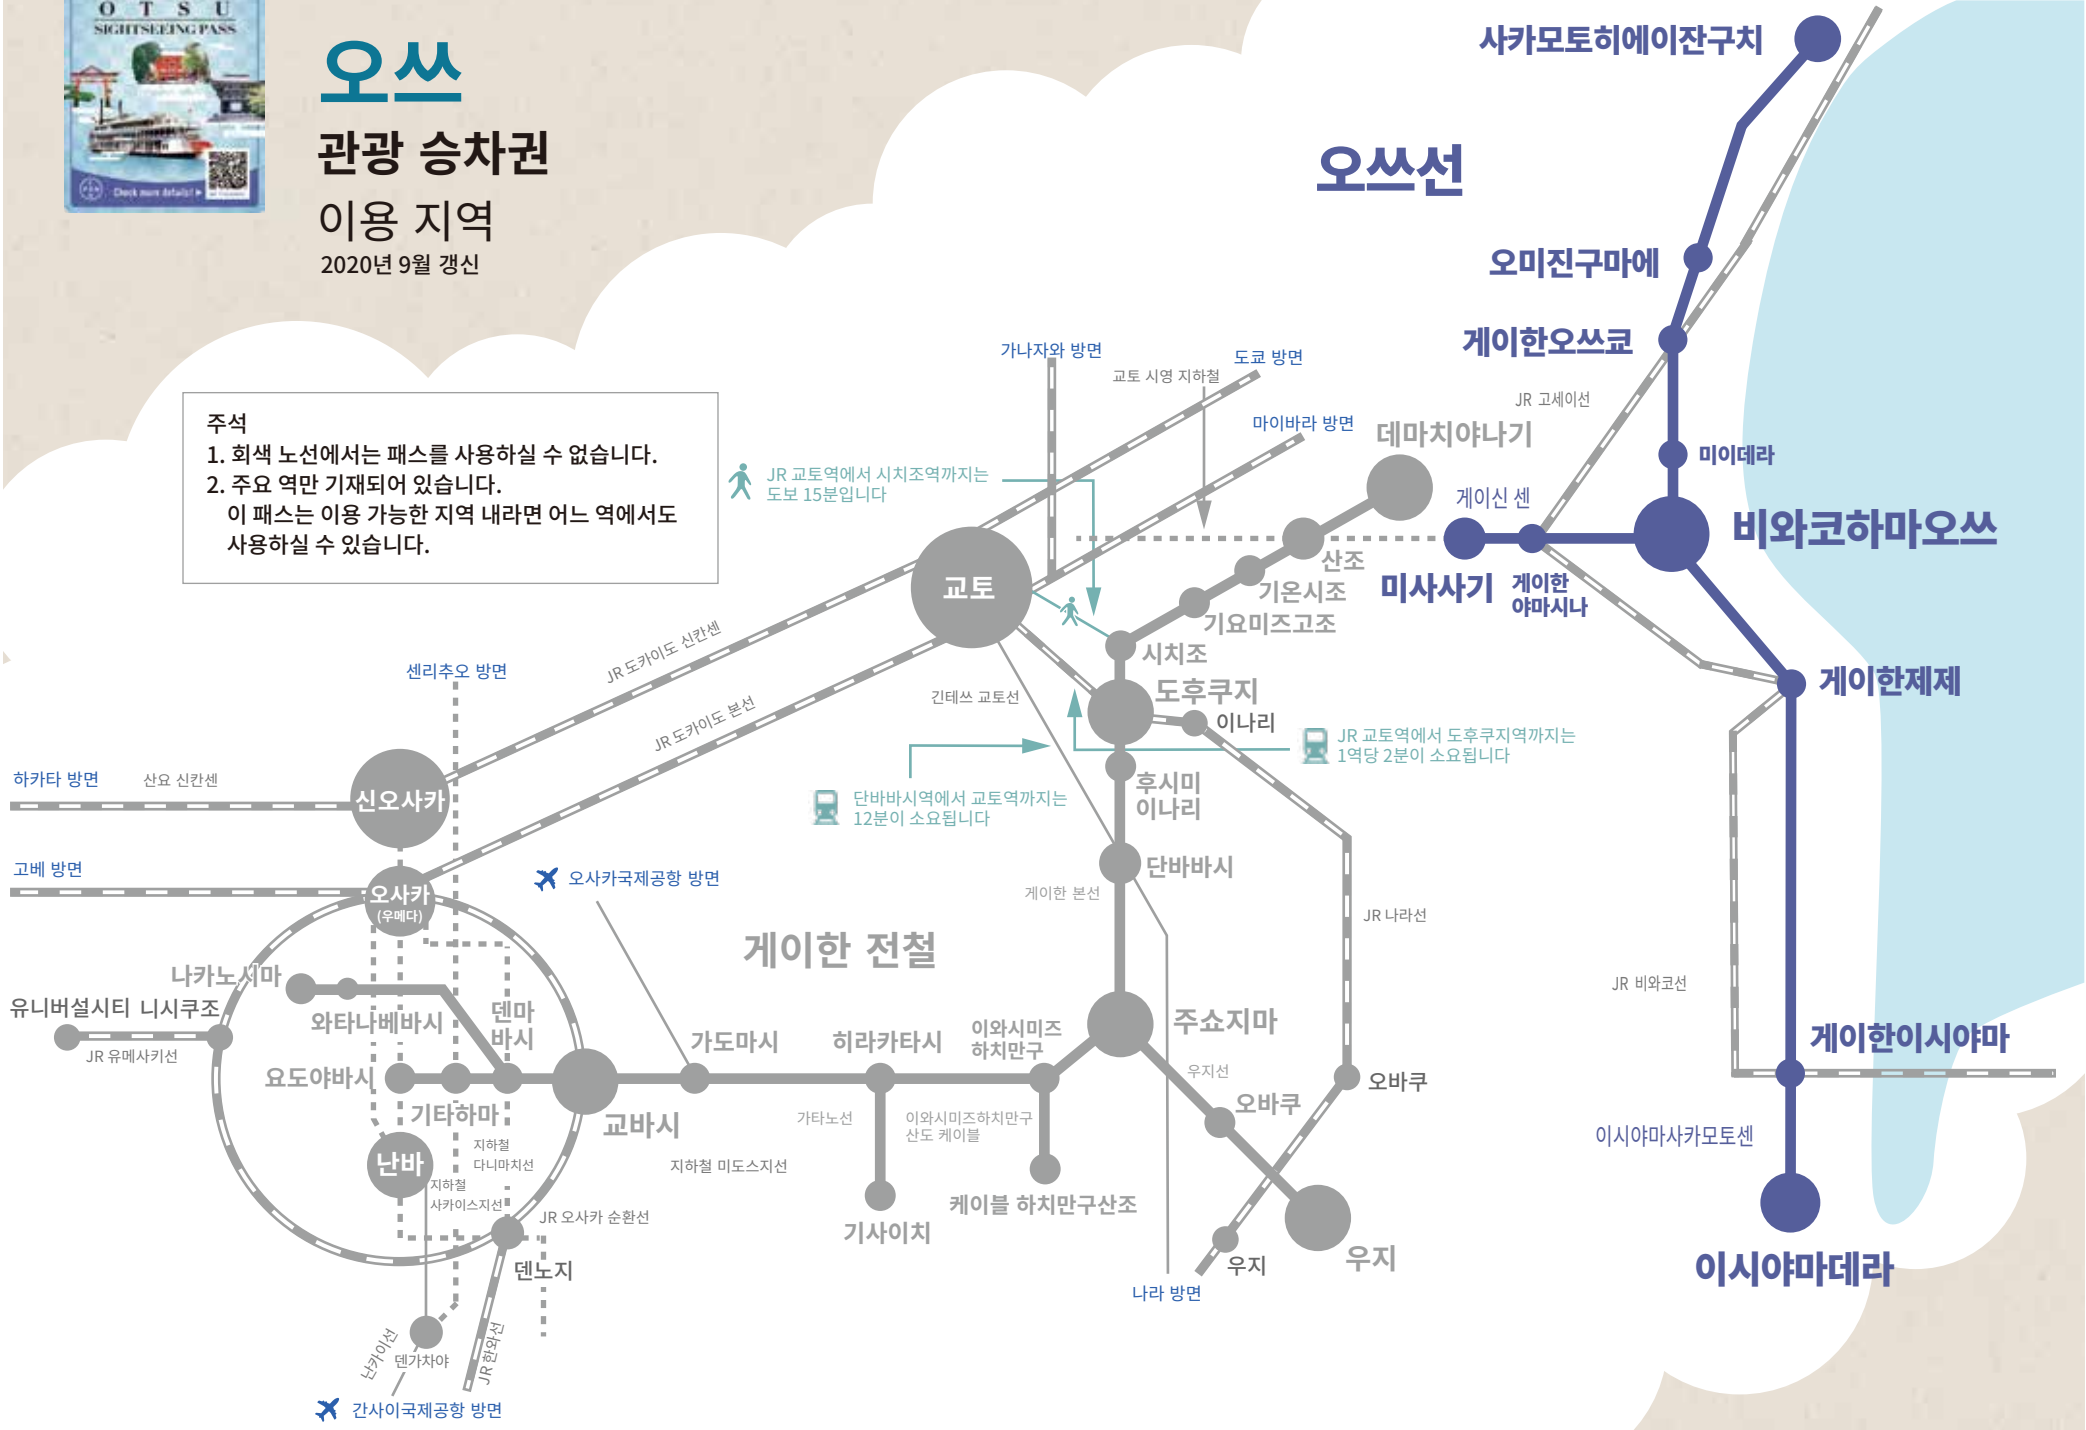 OTSU
SIGHTSEEING PASS
Check more details!
오쓰
관광 승차권
이용 지역
2020년 9월 갱신
주석
1. 회색 노선에서는 패스를 사용하실 수 없습니다.
2. 주요 역만 기재되어 있습니다.
이 패스는 이용 가능한 지역 내라면 어느 역에서도
사용하실 수 있습니다.
사카모토히에이잔구치
오쓰선
오미진구마에
게이한오쓰쿄
JR 고세이선
미이데라
게이신 센
비와코하마오쓰
미사사기
게이한
야마시나
게이한제제
JR 비와코선
게이한이시야마
이시야마사카모토센
이시야마데라
가나자와 방면
도쿄 방면
교토 시영 지하철
마이바라 방면
데마치야나기
JR 교토역에서 시치조역까지는
도보 15분입니다
산조
기온시조
기요미즈고조
교토
시치조
도후쿠지
이나리
긴테쓰 교토선
JR 교토역에서 도후쿠지역까지는
1역당 2분이 소요됩니다
JR 도카이도 신칸센
JR 도카이도 본선
센리추오 방면
하카타 방면
산요 신칸센
신오사카
단바바시역에서 교토역까지는
12분이 소요됩니다
후시미
이나리
고베 방면
오사카
(우메다)
오사카국제공항 방면
단바바시
게이한 본선
JR 나라선
게이한 전철
나카노시마
유니버설시티
니시쿠조
JR 유메사키선
와타나베바시
덴마
바시
요도야바시
기타하마
교바시
가도마시
히라카타시
이와시미즈
하치만구
주쇼지마
우지선
오바쿠
오바쿠
가타노선
이와시미즈하치만구
산도 케이블
지하철
다니마치선
난바
지하철
사카이스지선
지하철 미도스지선
기사이치
케이블 하치만구산조
JR 오사카 순환선
덴노지
우지
우지
나라 방면
난카이선
덴가차야
JR 한와선
간사이국제공항 방면